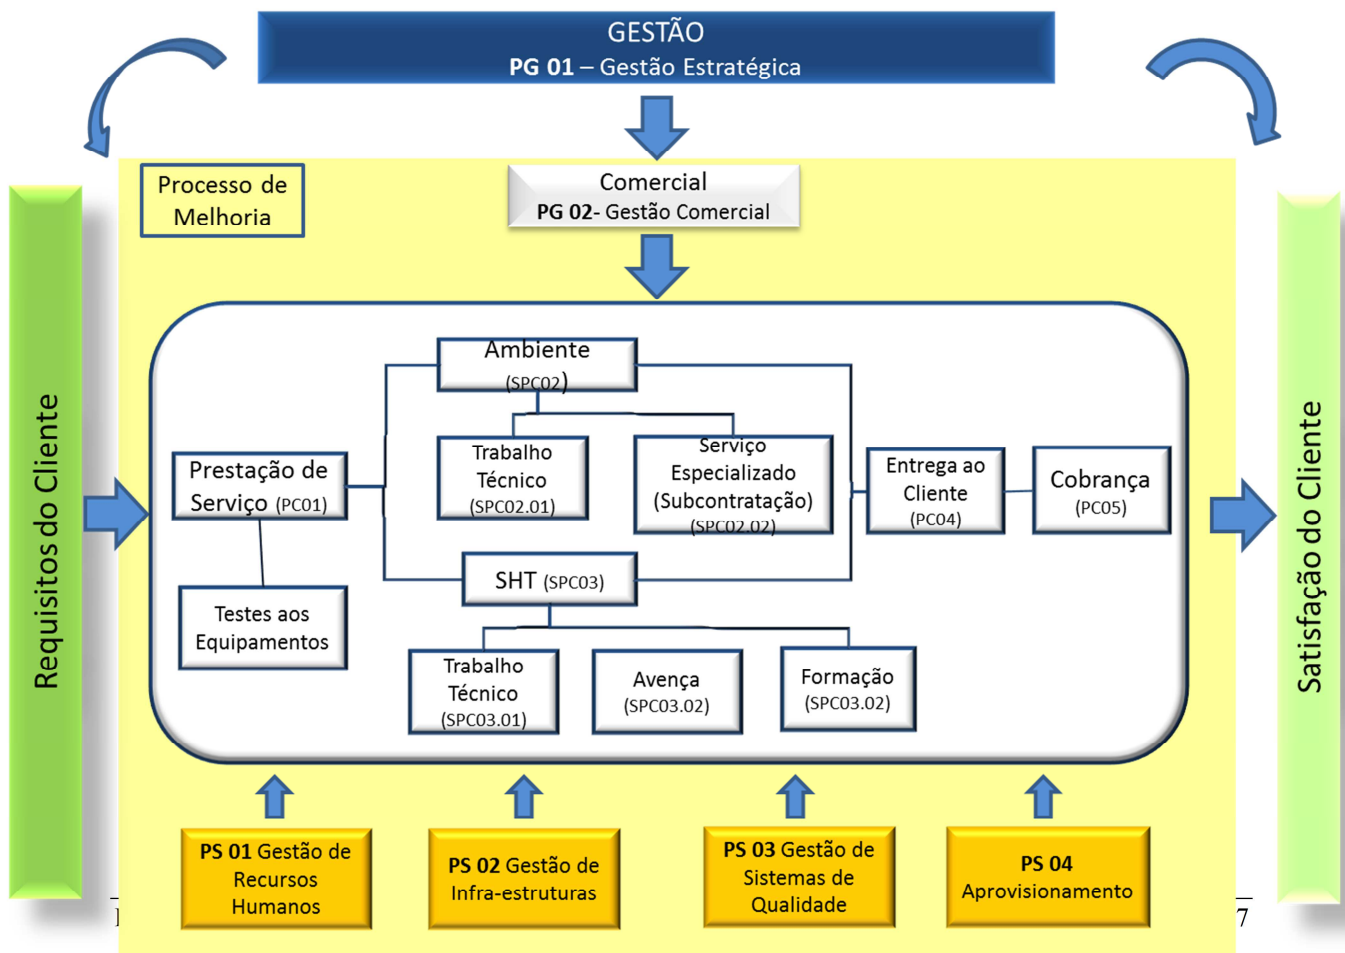 GESTÃO
PG 01 – Gestão Estratégica
Processo de
Melhoria
Comercial
PG 02- Gestão Comercial
Requisitos do Cliente
Ambiente
(SPC02)
Trabalho
Técnico
(SPC02.01)
Serviço
Especializado
(Subcontratação)
(SPC02.02)
Prestação de
Serviço (PC01)
Entrega ao
Cliente
(PC04)
Cobrança
(PC05)
SHT (SPC03)
Testes aos
Equipamentos
Trabalho
Técnico
(SPC03.01)
Avença
(SPC03.02)
Formação
(SPC03.02)
Satisfação do Cliente
PS 01 Gestão de
Recursos
Humanos
PS 02 Gestão de
Infra-estruturas
PS 03 Gestão de
Sistemas de
Qualidade
PS 04
Aprovisionamento
7